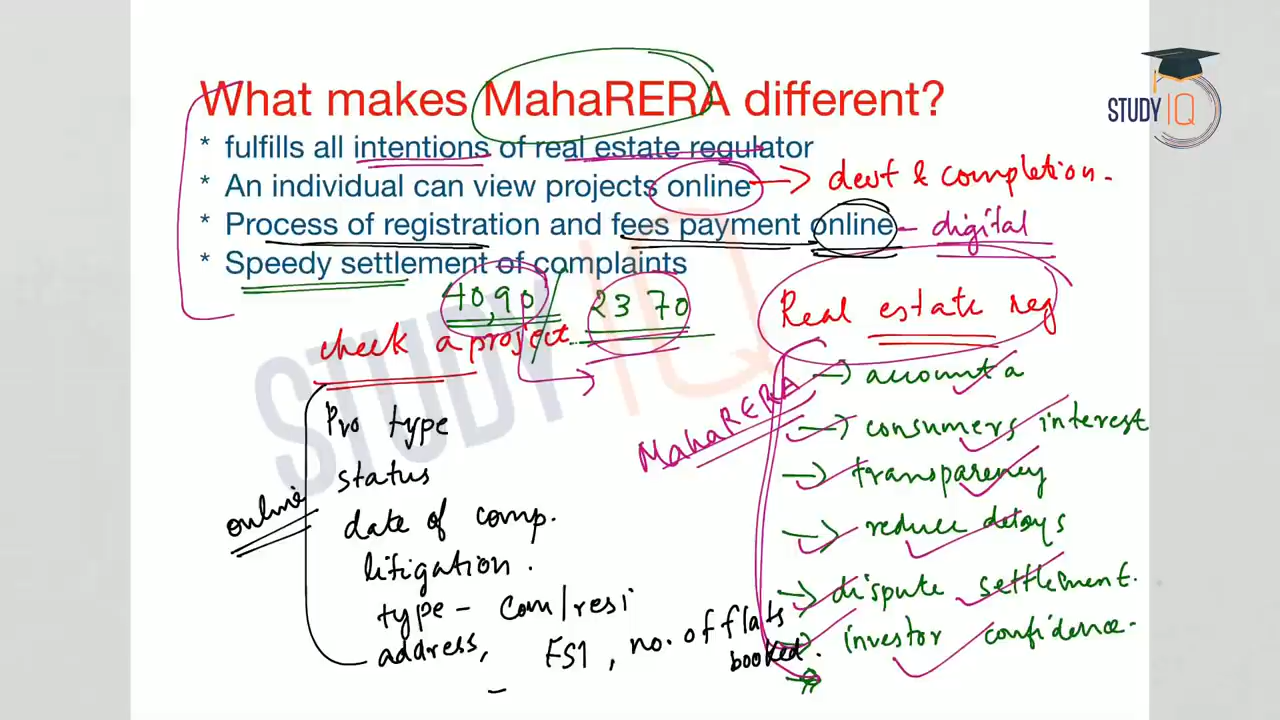 What makes MahaRERA different?
* fulfills all intentions of real estate regulator
* An individual can view projects online → devt & completion.
* Process of registration and fees payment online - digital
* Speedy settlement of complaints
40,90 / 2370
check a project
Pro type
status
date of comp.
litigation.
type - Com/resi
address, FSI, no. of flats
booked.
online
Real estate reg
MahaRERA
→ accounta
→ consumers interest
→ transparency
→ reduce delays
→ dispute settlement.
→ investor confidence.
STUDY IQ
STUDY IQ